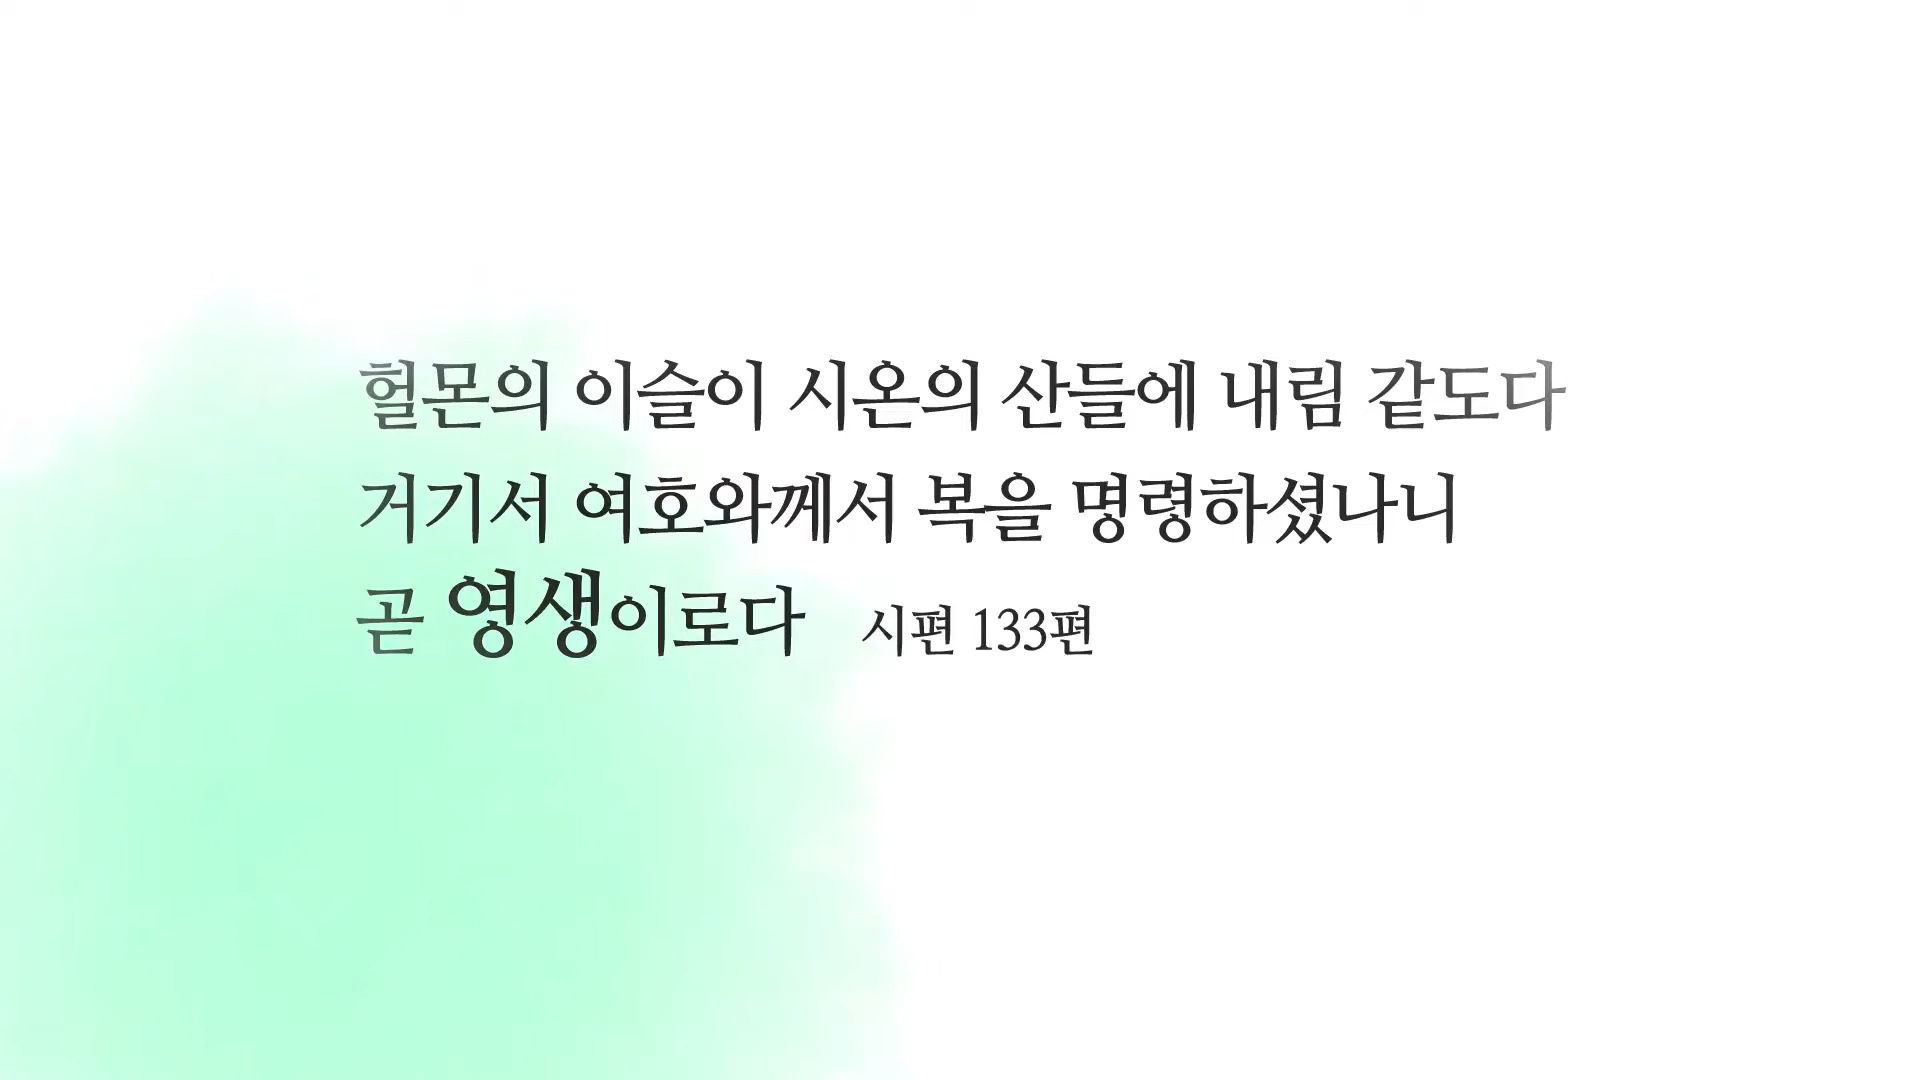 헐몬의 이슬이 시온의 산들에 내림 같도다
거기서 여호와께서 복을 명령하셨나니
곧 영생이로다 시편 133편